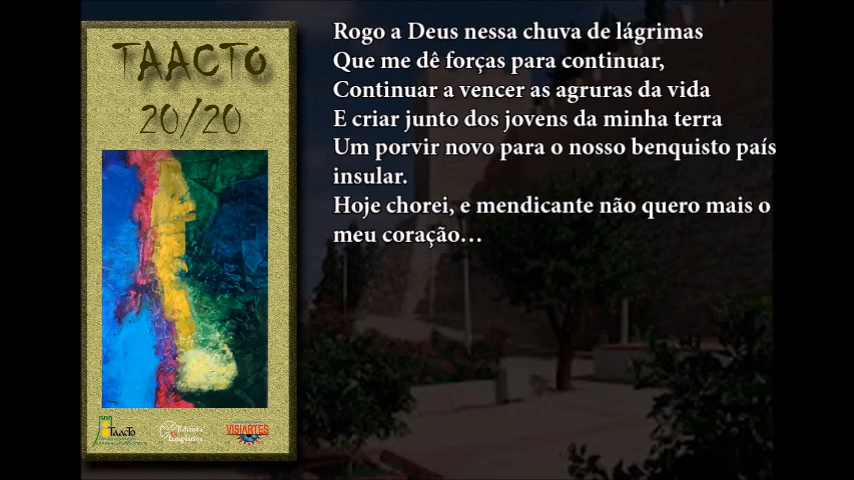 TAACTO
20/20
Rogo a Deus nessa chuva de lágrimas
Que me dê forças para continuar,
Continuar a vencer as agruras da vida
E criar junto dos jovens da minha terra
Um porvir novo para o nosso benquisto país
insular.
Hoje chorei, e mendicante não quero mais o
meu coração…
TAACTO
Editora
Templários
VISIARTES